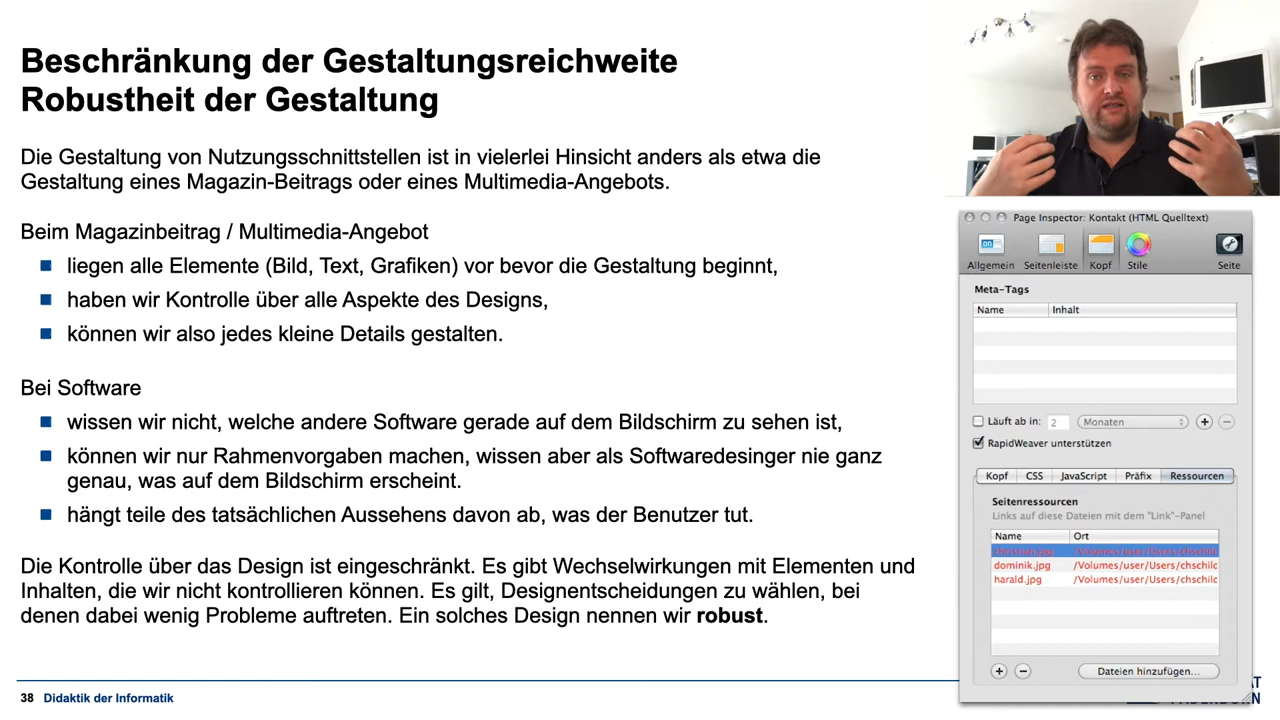 Beschränkung der Gestaltungsreichweite
Robustheit der Gestaltung
Die Gestaltung von Nutzungsschnittstellen ist in vielerlei Hinsicht anders als etwa die
Gestaltung eines Magazin-Beitrags oder eines Multimedia-Angebots.
Beim Magazinbeitrag / Multimedia-Angebot
liegen alle Elemente (Bild, Text, Grafiken) vor bevor die Gestaltung beginnt,
haben wir Kontrolle über alle Aspekte des Designs,
können wir also jedes kleine Details gestalten.
Bei Software
wissen wir nicht, welche andere Software gerade auf dem Bildschirm zu sehen ist,
können wir nur Rahmenvorgaben machen, wissen aber als Softwaredesinger nie ganz
genau, was auf dem Bildschirm erscheint.
hängt teile des tatsächlichen Aussehens davon ab, was der Benutzer tut.
Die Kontrolle über das Design ist eingeschränkt. Es gibt Wechselwirkungen mit Elementen und
Inhalten, die wir nicht kontrollieren können. Es gilt, Designentscheidungen zu wählen, bei
denen dabei wenig Probleme auftreten. Ein solches Design nennen wir robust.
38 Didaktik der Informatik
Page Inspector: Kontakt (HTML Quelltext)
Allgemein Seitenleiste Kopf Stile Seite
Meta-Tags
Name Inhalt
Läuft ab in: 2 Monaten
RapidWeaver unterstützen
Kopf CSS JavaScript Präfix Ressourcen
Seitenressourcen
Links auf diese Dateien mit dem "Link"-Panel
Name Ort
christian.jpg /Volumes/user/Users/chschilc
dominik.jpg /Volumes/user/Users/chschilc
harald.jpg /Volumes/user/Users/chschilc
Dateien hinzufügen...